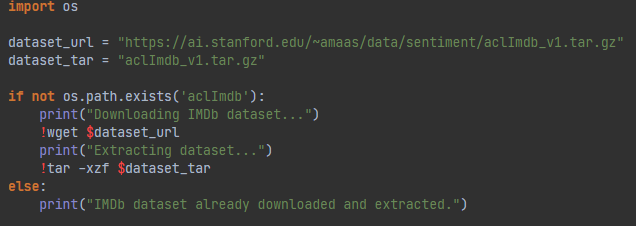 import os

dataset_url = "https://ai.stanford.edu/~amaas/data/sentiment/aclImdb_v1.tar.gz"
dataset_tar = "aclImdb_v1.tar.gz"

if not os.path.exists('aclImdb'):
    print("Downloading IMDb dataset...")
    !wget $dataset_url
    print("Extracting dataset...")
    !tar -xzf $dataset_tar
else:
    print("IMDb dataset already downloaded and extracted.")